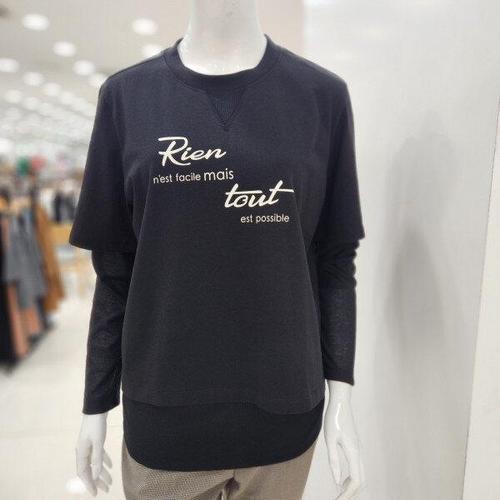 Rien
n'est facile mais
tout
est possible